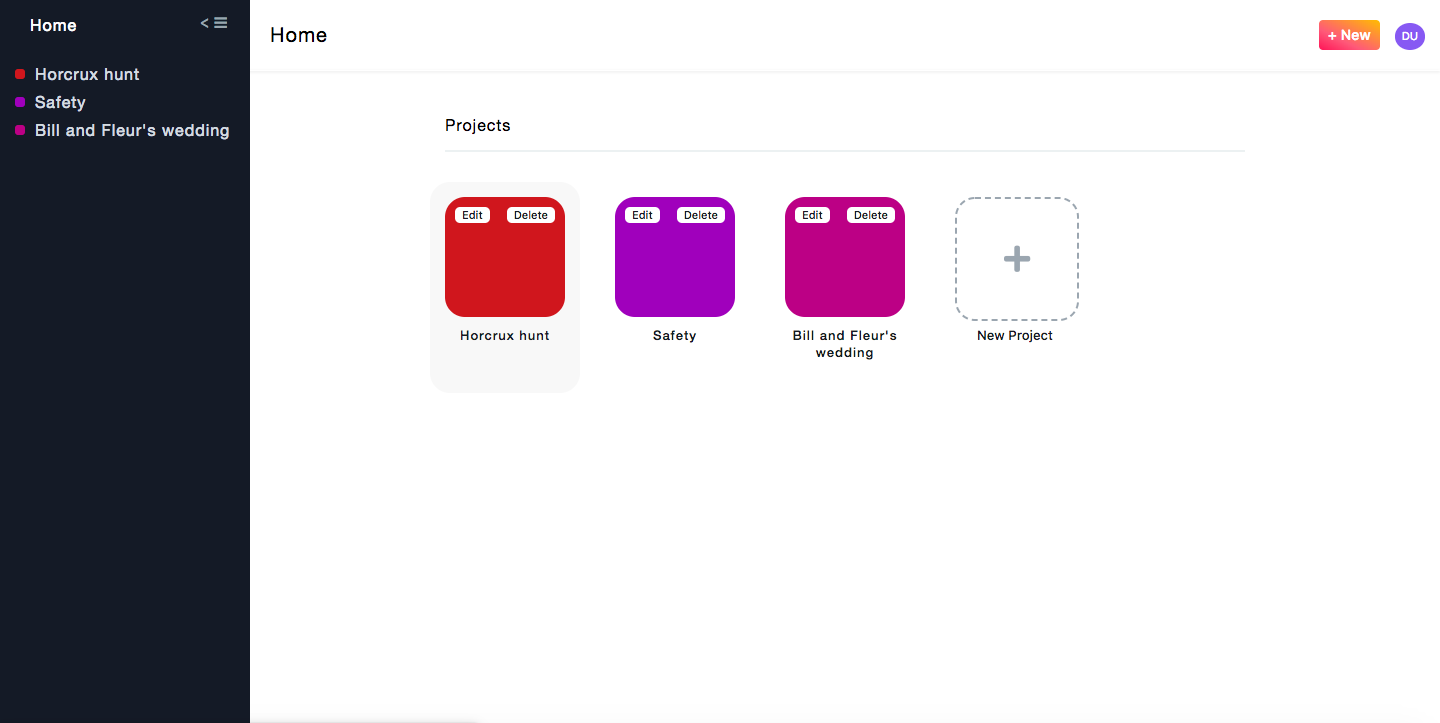 Home
<
Horcrux hunt
Safety
Bill and Fleur's wedding
Home
+ New
DU
Projects
Edit Delete
Edit Delete
Edit Delete
Horcrux hunt
Safety
Bill and Fleur's
wedding
New Project